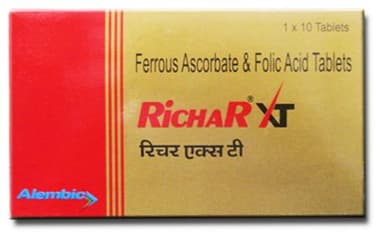 1 x 10 Tablets
Ferrous Ascorbate & Folic Acid Tablets
RICHAR® XT
रिचर एक्स टी
Alembic